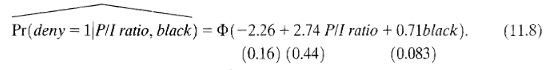 Pr(deny = 1|P/I ratio, black) = Φ(−2.26 + 2.74 P/I ratio + 0.71black). (11.8)
(0.16) (0.44) (0.083)